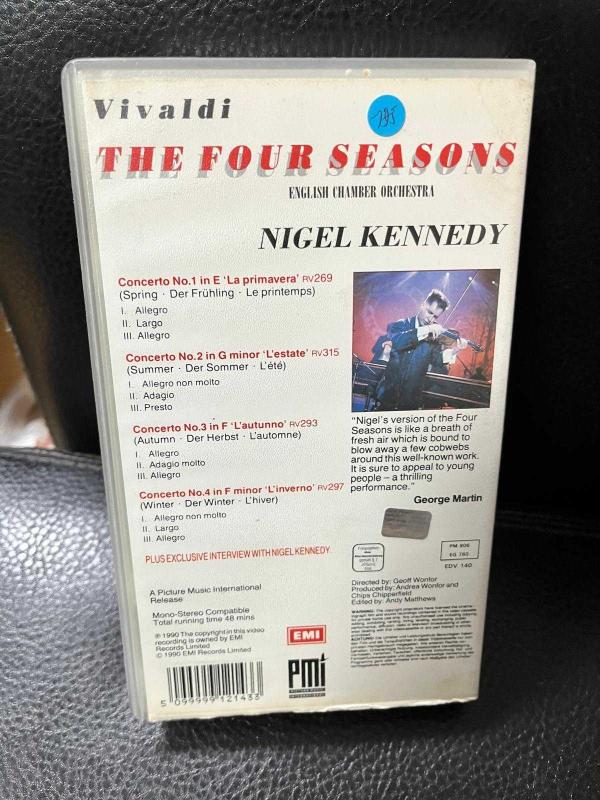 Vivaldi
THE FOUR SEASONS
ENGLISH CHAMBER ORCHESTRA
NIGEL KENNEDY
Concerto No.1 in E 'La primavera' RV269
(Spring · Der Frühling · Le printemps)
I. Allegro
II. Largo
III. Allegro
Concerto No.2 in G minor 'L'estate' RV315
(Summer · Der Sommer · L'été)
I. Allegro non molto
II. Adagio
III. Presto
Concerto No.3 in F 'L'autunno' RV293
(Autumn · Der Herbst · L'automne)
I. Allegro
II. Adagio molto
III. Allegro
Concerto No.4 in F minor 'L'inverno' RV297
(Winter · Der Winter · L'hiver)
I. Allegro non molto
II. Largo
III. Allegro
PLUS EXCLUSIVE INTERVIEW WITH NIGEL KENNEDY.
"Nigel's version of the Four
Seasons is like a breath of
fresh air which is bound to
blow away a few cobwebs
around this well-known work.
It is sure to appeal to young
people – a thrilling
performance."
George Martin
A Picture Music International
Release
Mono-Stereo Compatible
Total running time 48 mins
℗ 1990 The copyright in this video
recording is owned by EMI
Records Limited
© 1990 EMI Records Limited
5 099999 121433
EMI
pmi
PICTURE MUSIC
INTERNATIONAL
PM 806
EG 760
EDV 140
Directed by: Geoff Wonfor
Produced by: Andrea Wonfor and
Chips Chipperfield
Edited by: Andy Matthews